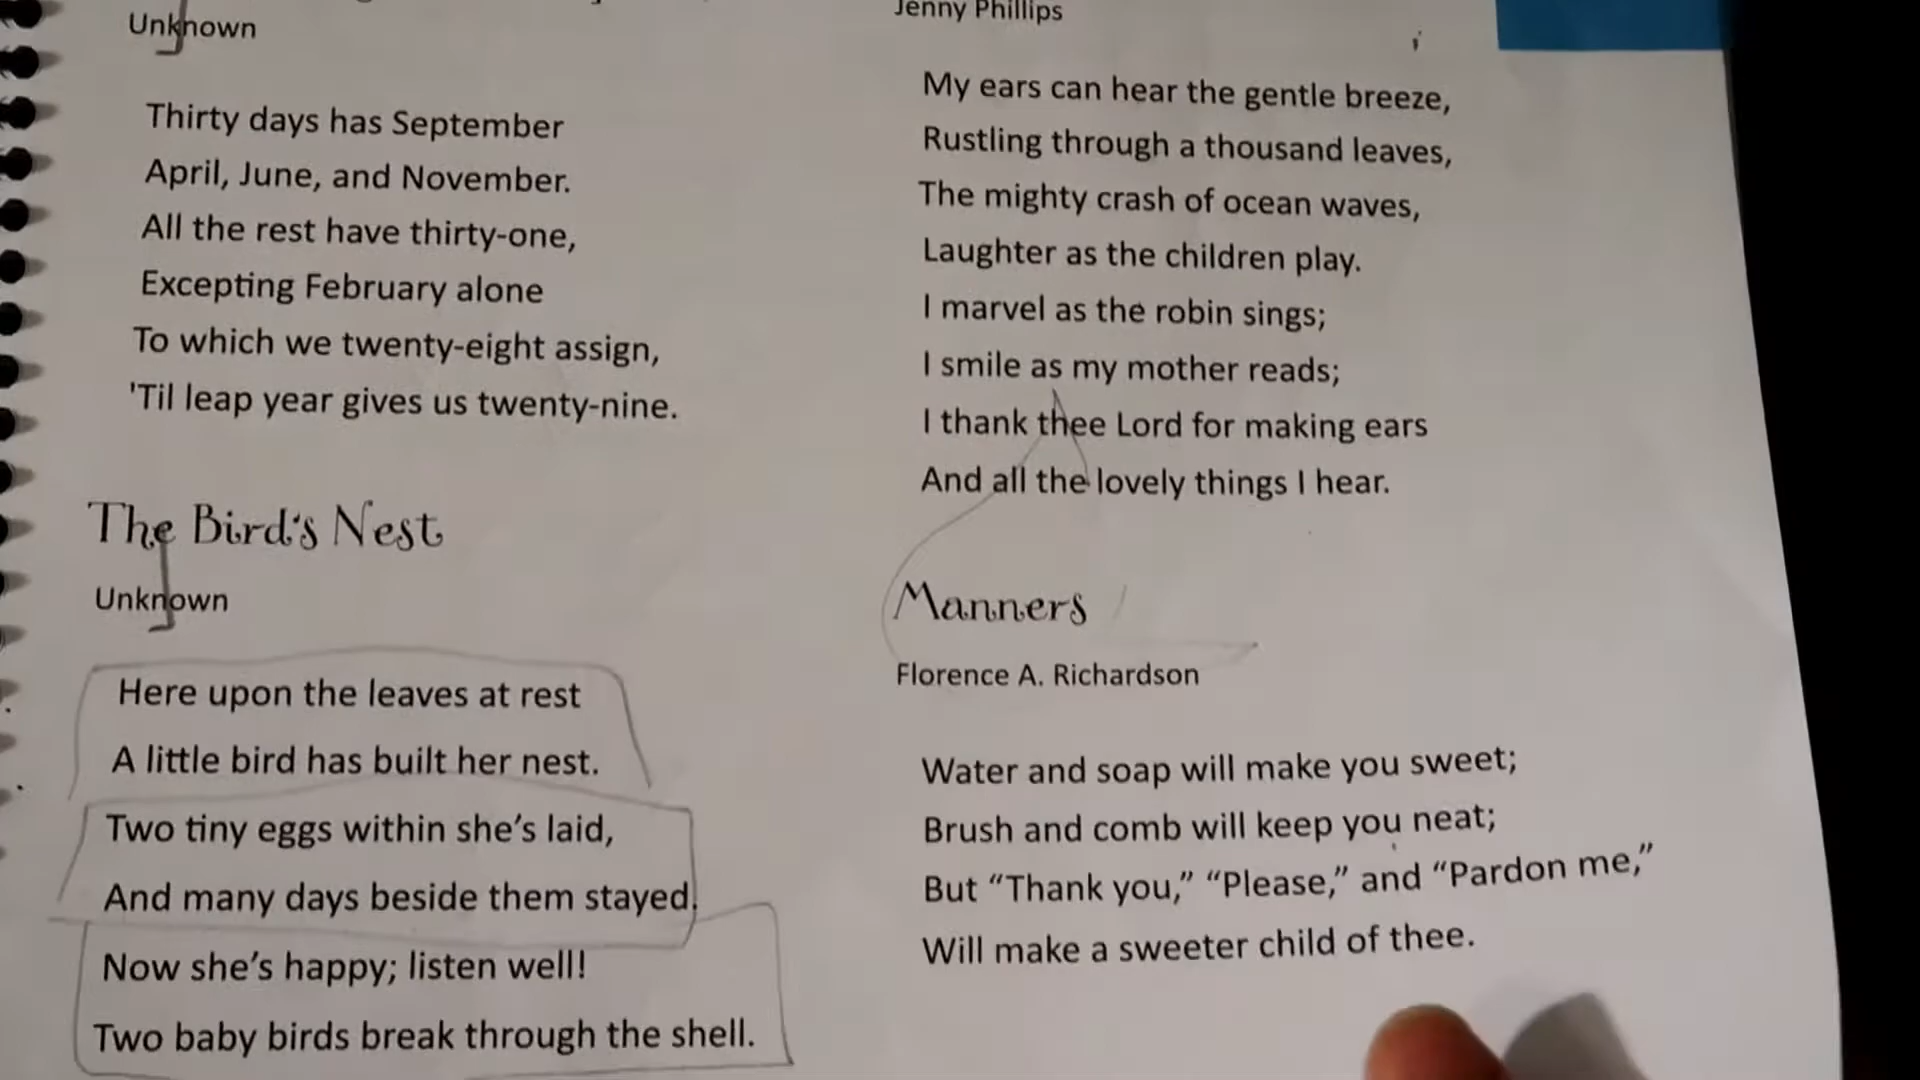 Unknown
Thirty days has September
April, June, and November.
All the rest have thirty-one,
Excepting February alone
To which we twenty-eight assign,
'Til leap year gives us twenty-nine.
The Bird's Nest
Unknown
Here upon the leaves at rest
A little bird has built her nest.
Two tiny eggs within she's laid,
And many days beside them stayed.
Now she's happy; listen well!
Two baby birds break through the shell.
Jenny Phillips
My ears can hear the gentle breeze,
Rustling through a thousand leaves,
The mighty crash of ocean waves,
Laughter as the children play.
I marvel as the robin sings;
I smile as my mother reads;
I thank thee Lord for making ears
And all the lovely things I hear.
Manners
Florence A. Richardson
Water and soap will make you sweet;
Brush and comb will keep you neat;
But “Thank you,” “Please,” and “Pardon me,”
Will make a sweeter child of thee.